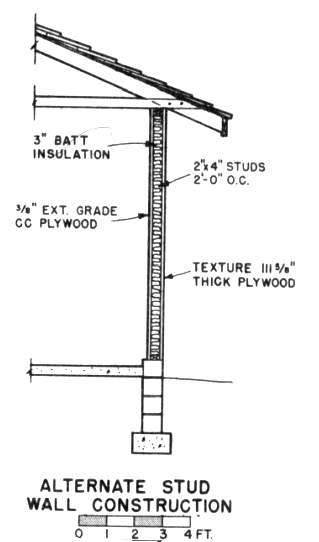 3" BATT
INSULATION
2"x4" STUDS
2'-0" O.C.
3/8" EXT. GRADE
CC PLYWOOD
TEXTURE III 5/8"
THICK PLYWOOD
ALTERNATE STUD
WALL CONSTRUCTION
0 1 2 3 4 FT.